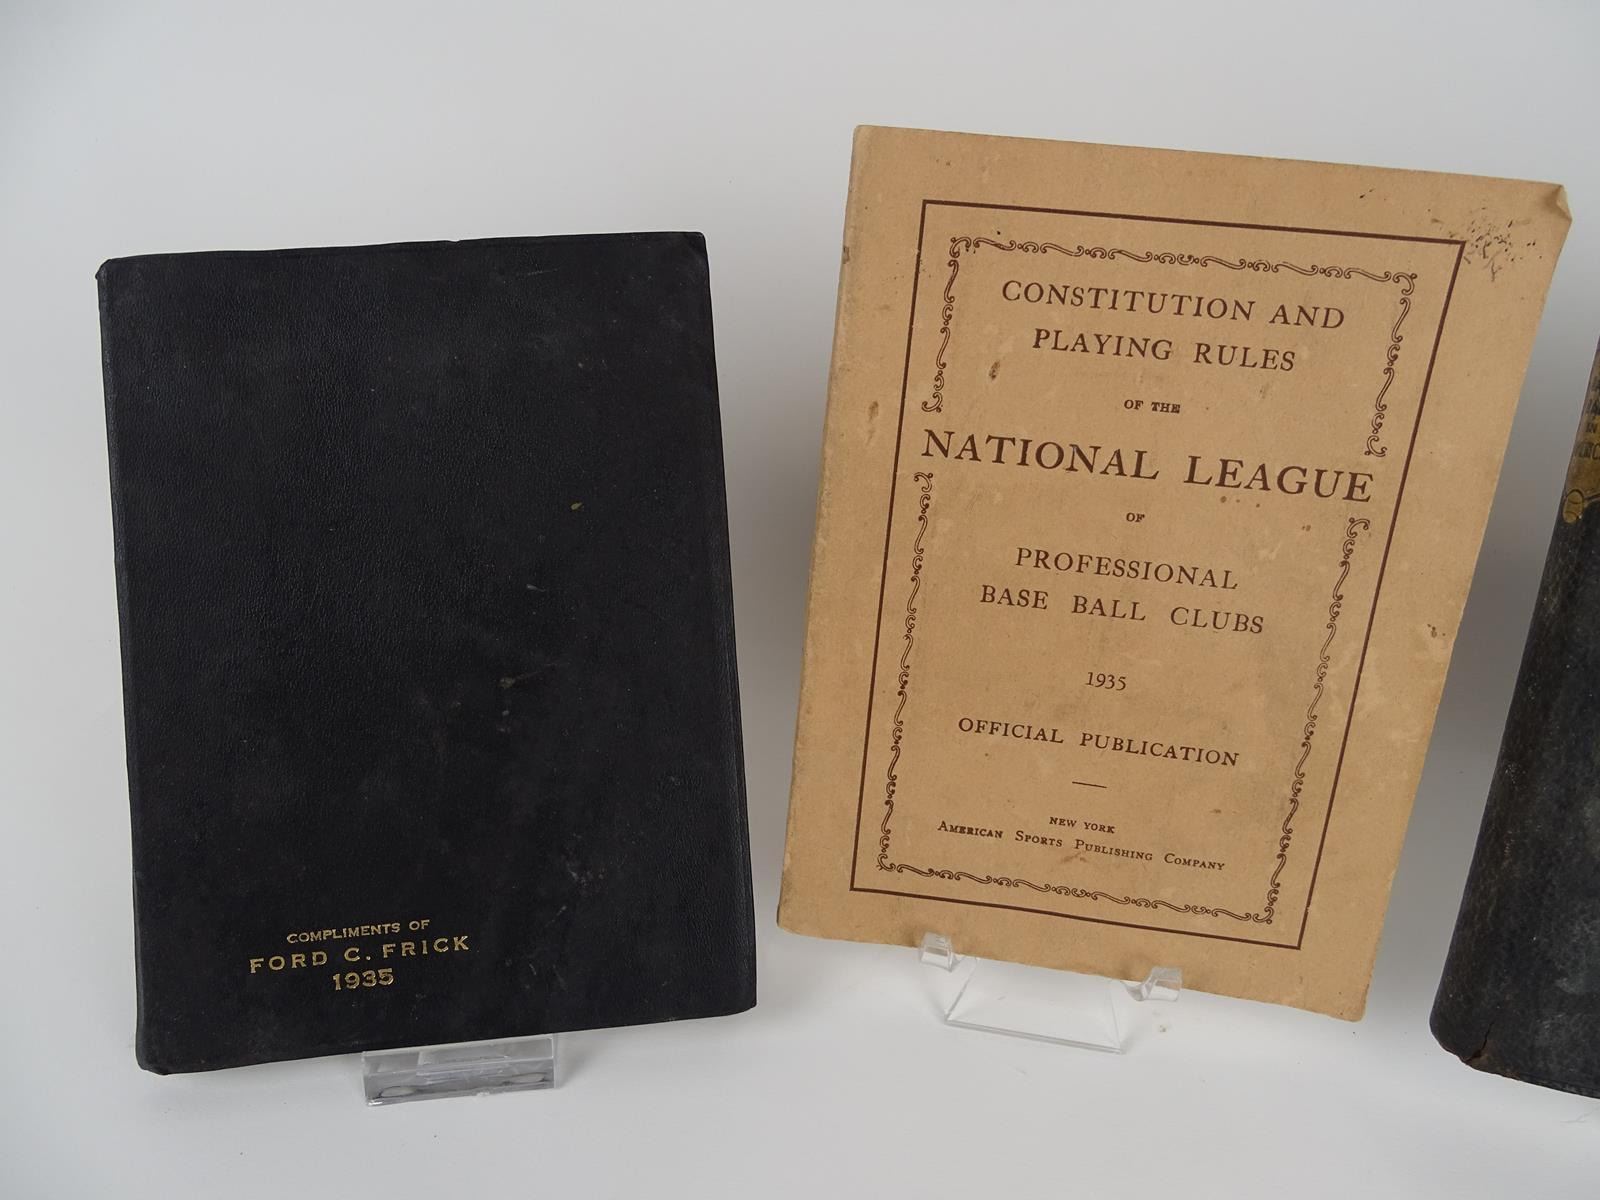 COMPLIMENTS OF
FORD C. FRICK
1935
CONSTITUTION AND
PLAYING RULES
OF THE
NATIONAL LEAGUE
OF
PROFESSIONAL
BASE BALL CLUBS
1935
OFFICIAL PUBLICATION
NEW YORK
AMERICAN SPORTS PUBLISHING COMPANY